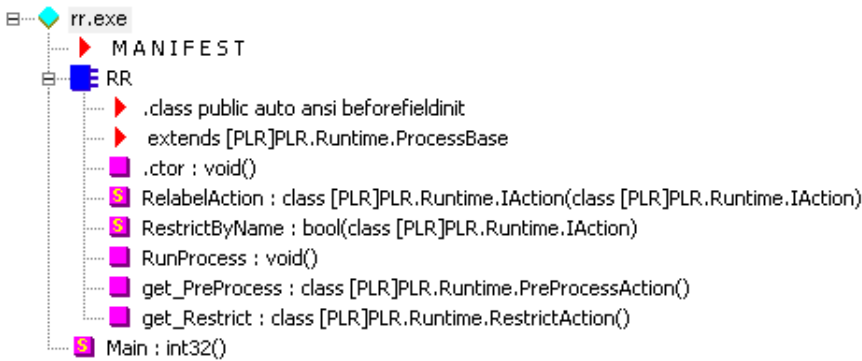 rr.exe
M A N I F E S T
RR
.class public auto ansi beforefieldinit
extends [PLR]PLR.Runtime.ProcessBase
.ctor : void()
S RelabelAction : class [PLR]PLR.Runtime.IAction(class [PLR]PLR.Runtime.IAction)
S RestrictByName : bool(class [PLR]PLR.Runtime.IAction)
RunProcess : void()
get_PreProcess : class [PLR]PLR.Runtime.PreProcessAction()
get_Restrict : class [PLR]PLR.Runtime.RestrictAction()
S Main : int32()